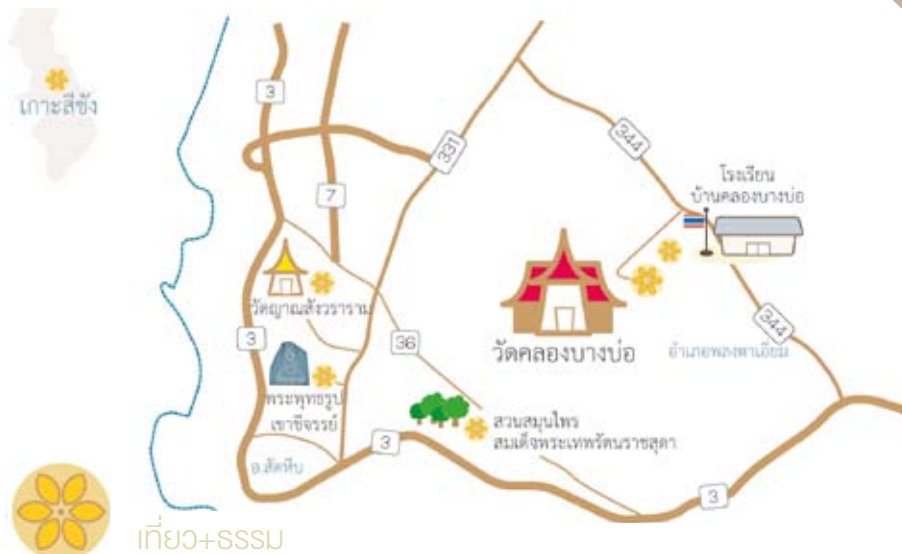 เกาะสีชัง
3
331
344
7
โรงเรียน
บ้านคลองบางบ่อ
วัดญาณสังวราราม
3
36
วัดคลองบางบ่อ
344
อำเภอพลงตาเอี่ยม
พระพุทธรูป
เขาชีจรรย์
สวนสมุนไพร
สมเด็จพระเทพรัตนราชสุดา
3
อ.สัตหีบ
3
เที่ยว+ธรรม